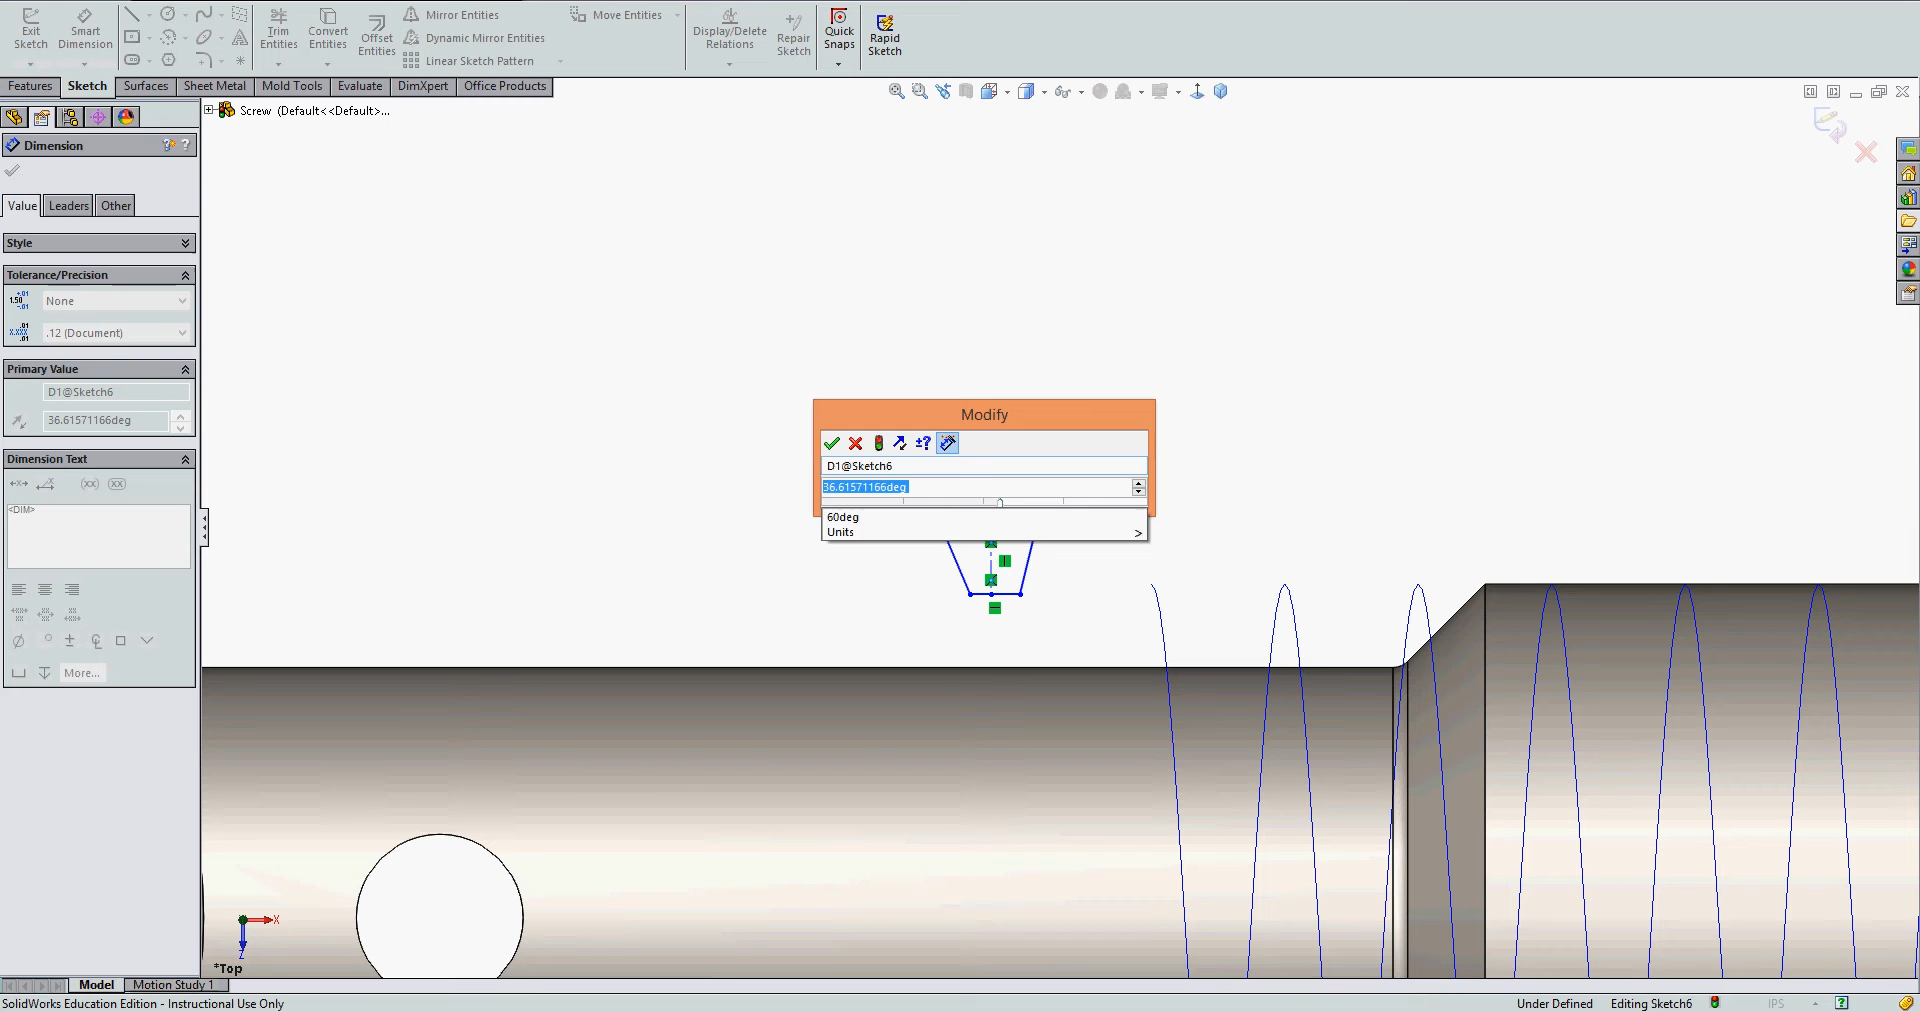 Exit
Sketch
Smart
Dimension
Trim
Entities
Convert
Entities
Offset
Entities
Mirror Entities
Dynamic Mirror Entities
Linear Sketch Pattern
Move Entities
Display/Delete
Relations
Repair
Sketch
Quick
Snaps
Rapid
Sketch
Features
Sketch
Surfaces
Sheet Metal
Mold Tools
Evaluate
DimXpert
Office Products
Screw (Default<<Default>...
Dimension
Value
Leaders
Other
Style
Tolerance/Precision
None
.12 (Document)
Primary Value
D1@Sketch6
36.61571166deg
Dimension Text
<DIM>
More...
Modify
D1@Sketch6
36.61571166deg
60deg
Units >
X
Z
*Top
Model
Motion Study 1
SolidWorks Education Edition - Instructional Use Only
Under Defined
Editing Sketch6
IPS